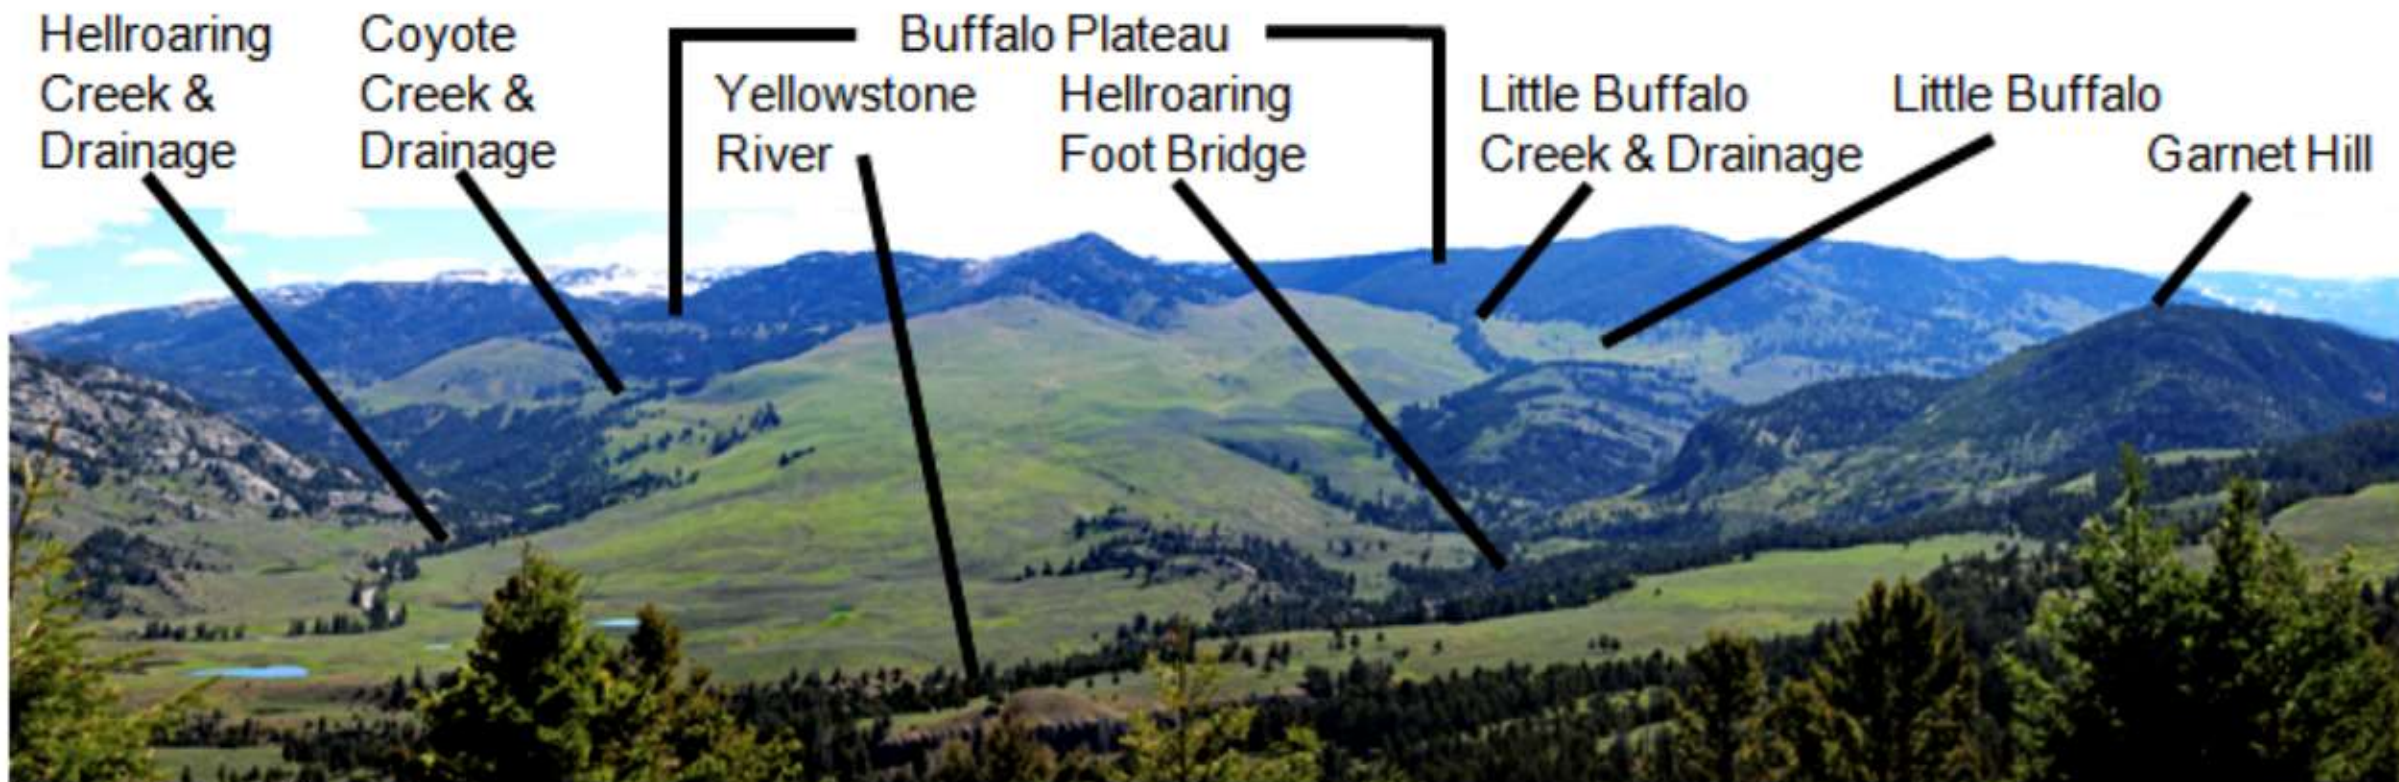 Hellroaring
Creek &
Drainage
Coyote
Creek &
Drainage
Buffalo Plateau
Yellowstone
River
Hellroaring
Foot Bridge
Little Buffalo
Creek & Drainage
Little Buffalo
Garnet Hill